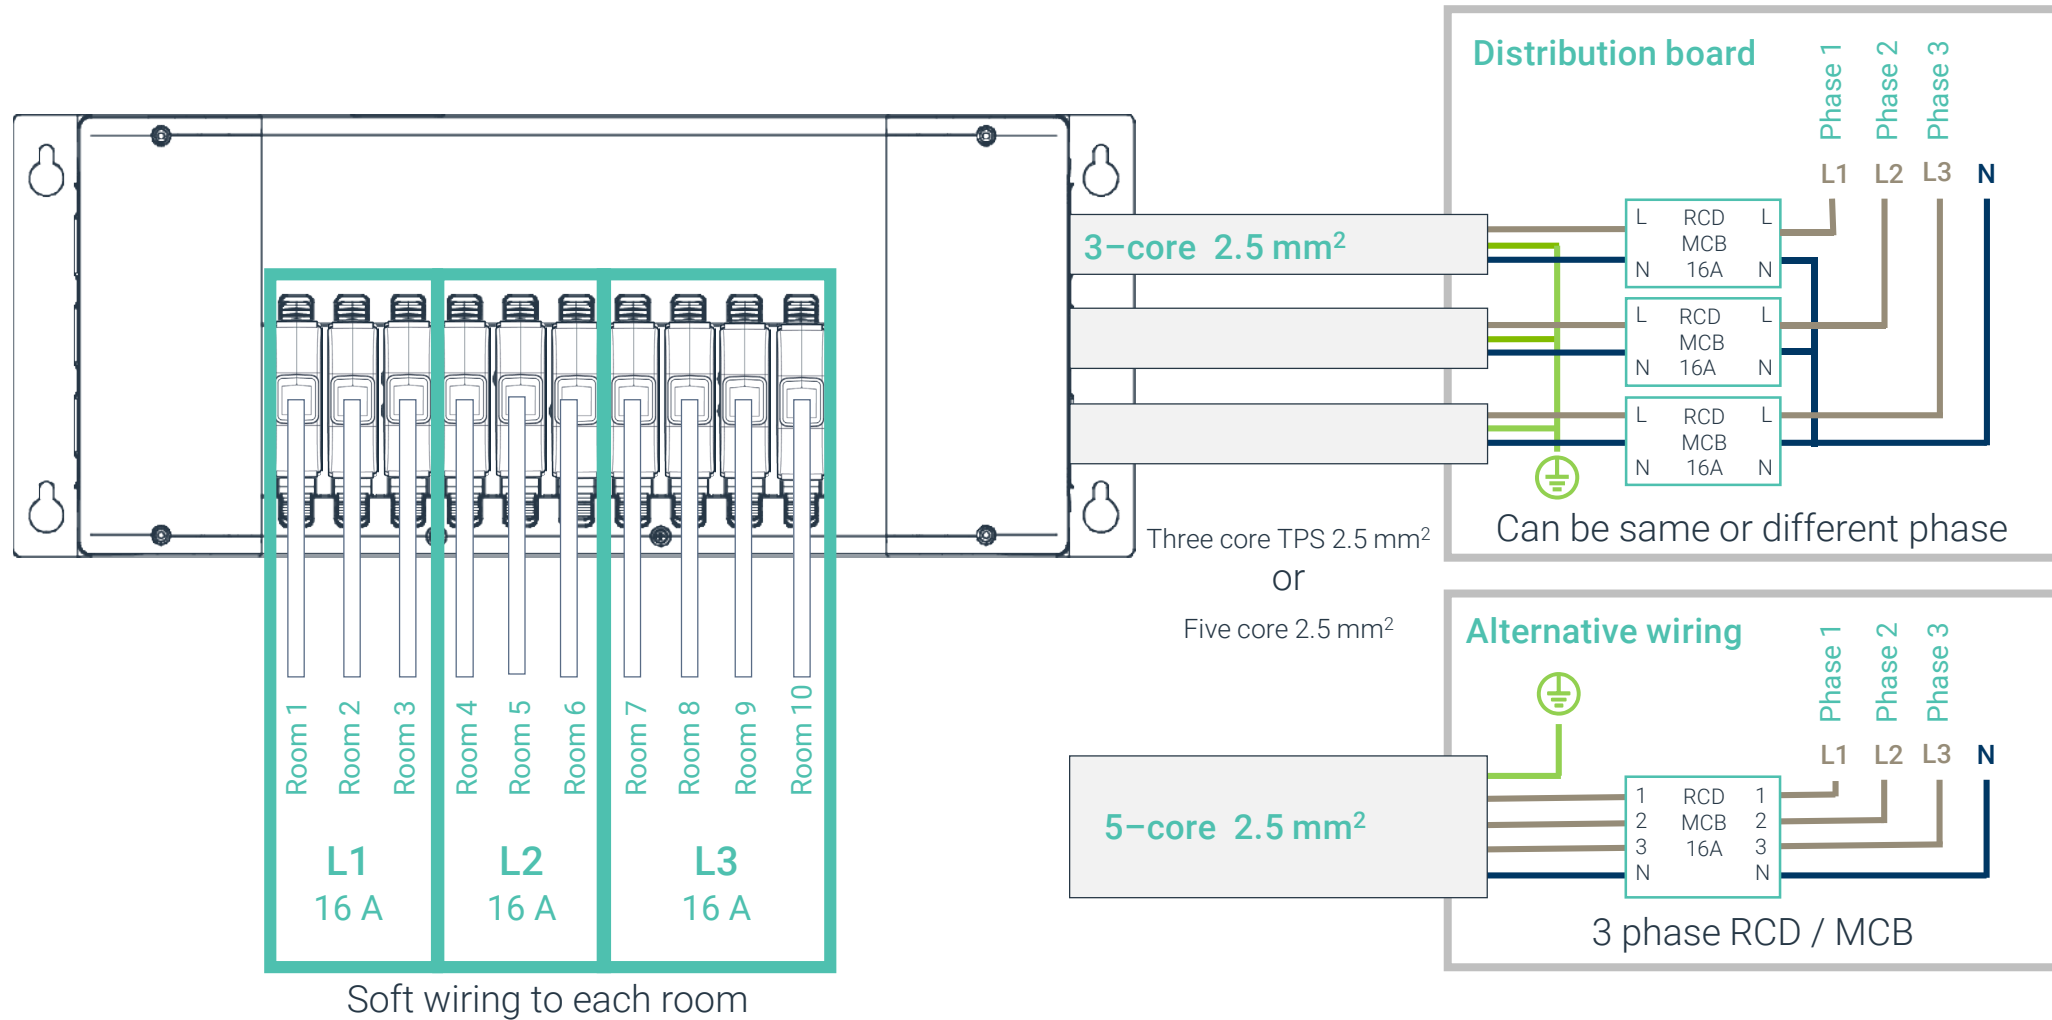 Distribution board
Phase 1
Phase 2
Phase 3
L1
L2
L3
N
3–core 2.5 mm²
L RCD L
MCB
N 16A N
L RCD L
MCB
N 16A N
L RCD L
MCB
N 16A N
Can be same or different phase
Three core TPS 2.5 mm²
or
Five core 2.5 mm²
Alternative wiring
Phase 1
Phase 2
Phase 3
L1
L2
L3
N
5–core 2.5 mm²
1 RCD 1
2 MCB 2
3 16A 3
N N
3 phase RCD / MCB
Room 1
Room 2
Room 3
Room 4
Room 5
Room 6
Room 7
Room 8
Room 9
Room 10
L1
16 A
L2
16 A
L3
16 A
Soft wiring to each room